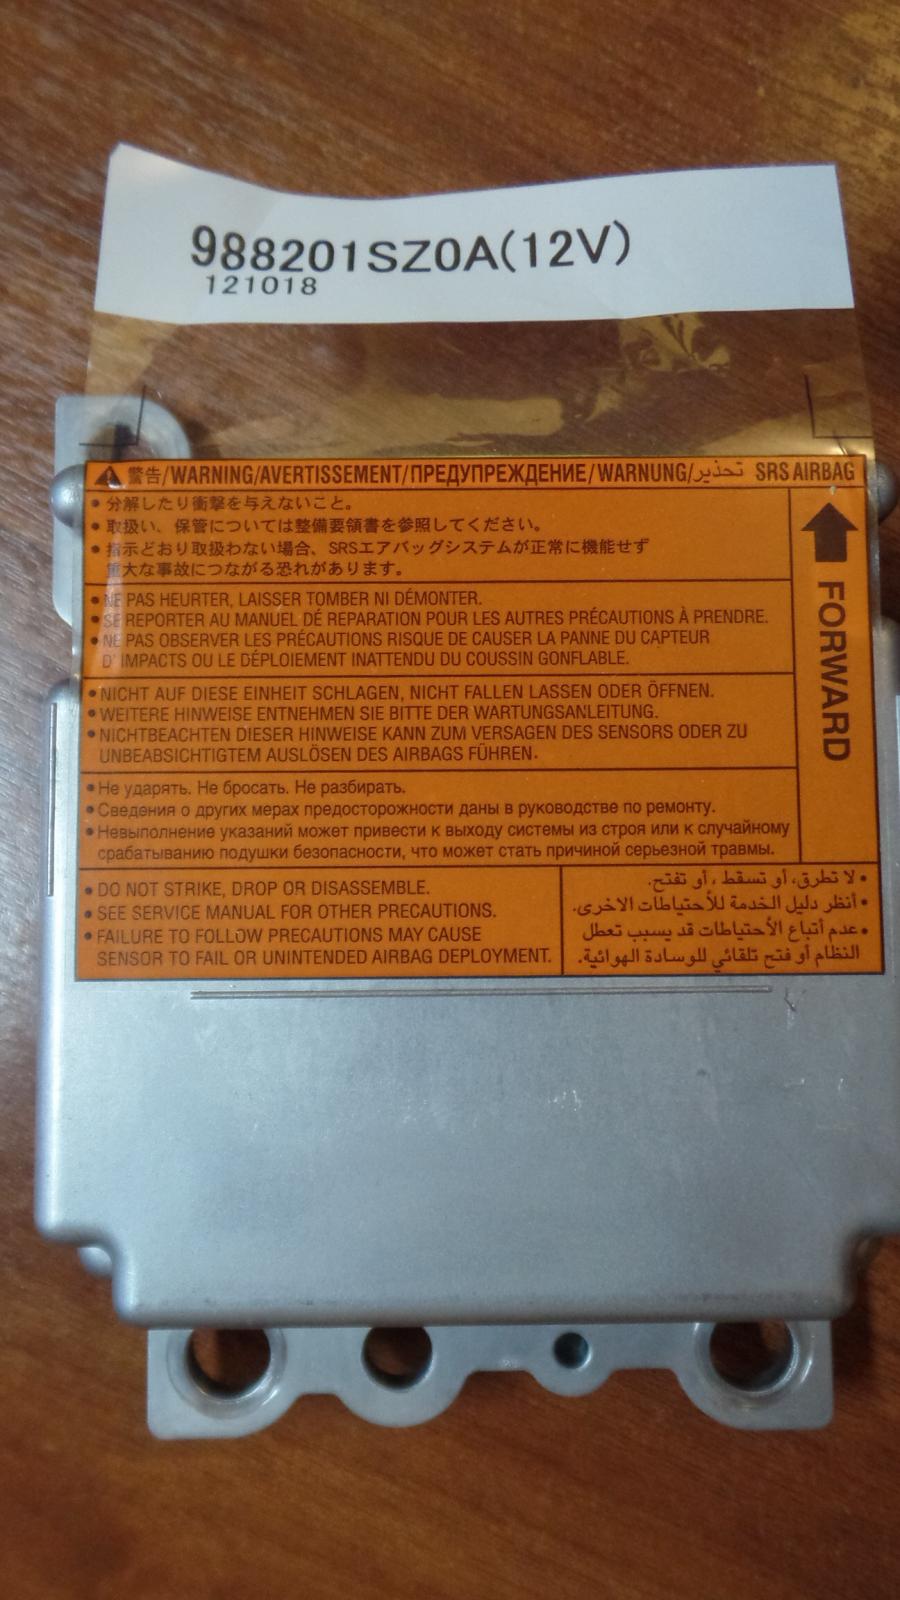 988201SZ0A(12V)
121018
警告/WARNING/AVERTISSEMENT/ПРЕДУПРЕЖДЕНИЕ/WARNUNG/تحذير SRS AIRBAG
• 分解したり衝撃を与えないこと。
• 取扱い、保管については整備要領書を参照してください。
• 指示どおり取扱わない場合、SRSエアバッグシステムが正常に機能せず
重大な事故につながる恐れがあります。
• NE PAS HEURTER, LAISSER TOMBER NI DÉMONTER.
• SE REPORTER AU MANUEL DÉ REPARATION POUR LES AUTRES PRÉCAUTIONS À PRENDRE.
• NE PAS OBSERVER LES PRÉCAUTIONS RISQUE DE CAUSER LA PANNE DU CAPTEUR
D'IMPACTS OU LE DÉPLOIEMENT INATTENDU DU COUSSIN GONFLABLE.
• NICHT AUF DIESE EINHEIT SCHLAGEN, NICHT FALLEN LASSEN ODER ÖFFNEN.
• WEITERE HINWEISE ENTNEHMEN SIE BITTE DER WARTUNGSANLEITUNG.
• NICHTBEACHTEN DIESER HINWEISE KANN ZUM VERSAGEN DES SENSORS ODER ZU
UNBEABSICHTIGTEM AUSLÖSEN DES AIRBAGS FÜHREN.
• Не ударять. Не бросать. Не разбирать.
• Сведения о других мерах предосторожности даны в руководстве по ремонту.
• Невыполнение указаний может привести к выходу системы из строя или к случайному
срабатыванию подушки безопасности, что может стать причиной серьезной травмы.
FORWARD
• DO NOT STRIKE, DROP OR DISASSEMBLE.
• SEE SERVICE MANUAL FOR OTHER PRECAUTIONS.
• FAILURE TO FOLLOW PRECAUTIONS MAY CAUSE
SENSOR TO FAIL OR UNINTENDED AIRBAG DEPLOYMENT.
• لا تطرق، أو تسقط ، أو تفتح.
• أنظر دليل الخدمة للأحتياطات الاخرى.
• عدم أتباع الأحتياطات قد يسبب تعطل
النظام أو فتح تلقائي للوسادة الهوائية.